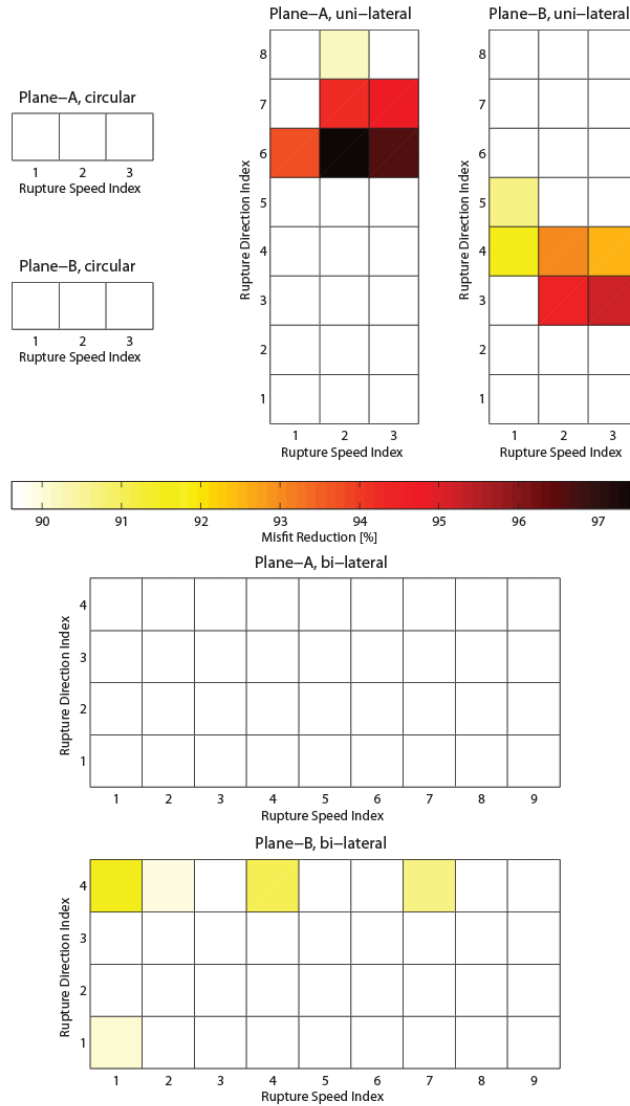 Plane−A, uni−lateral
Plane−B, uni−lateral
8
7
6
5
4
3
2
1
Rupture Direction Index
1 2 3
Rupture Speed Index
8
7
6
5
4
3
2
1
Rupture Direction Index
1 2 3
Rupture Speed Index
Plane−A, circular
1 2 3
Rupture Speed Index
Plane−B, circular
1 2 3
Rupture Speed Index
90 91 92 93 94 95 96 97
Misfit Reduction [%]
Plane−A, bi−lateral
4
3
2
1
Rupture Direction Index
1 2 3 4 5 6 7 8 9
Rupture Speed Index
Plane−B, bi−lateral
4
3
2
1
Rupture Direction Index
1 2 3 4 5 6 7 8 9
Rupture Speed Index